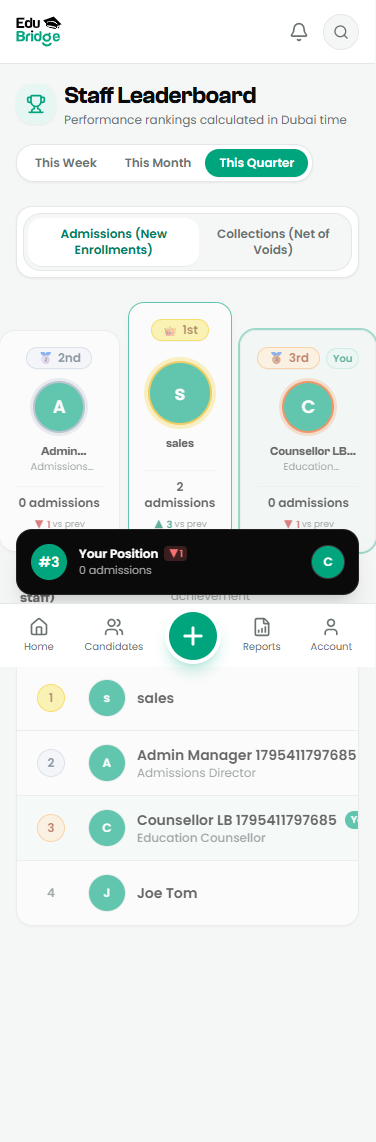 Edu
Bridge
Staff Leaderboard
Performance rankings calculated in Dubai time
This Week
This Month
This Quarter
Admissions (New
Enrollments)
Collections (Net of
Voids)
1st
s
sales
2
admissions
▲ 3 vs prev
2nd
A
Admin...
Admissions...
0 admissions
▼ 1 vs prev
3rd
You
C
Counsellor LB...
Education...
0 admissions
▼ 1 vs prev
#3
Your Position ▼1
0 admissions
C
staff)
achievement
Home
Candidates
Reports
Account
1
s
sales
2
A
Admin Manager 1795411797685
Admissions Director
3
C
Counsellor LB 1795411797685
Education Counsellor
4
J
Joe Tom